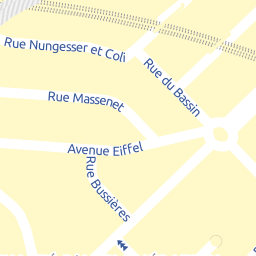 Rue Nungesser et Coli
Rue du Bassin
Rue Massenet
Avenue Eiffel
Rue Bussières